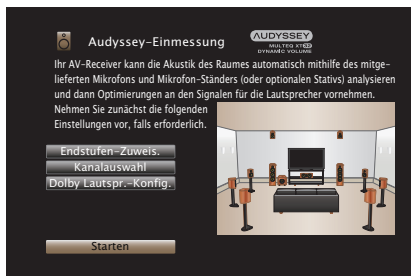 Audyssey-Einmessung
AUDYSSEY
MULTEQ XT32
DYNAMIC VOLUME
Ihr AV-Receiver kann die Akustik des Raumes automatisch mithilfe des mitge-
lieferten Mikrofons und Mikrofon-Ständers (oder optionalen Stativs) analysieren
und dann Optimierungen an den Signalen für die Lautsprecher vornehmen.
Nehmen Sie zunächst die folgenden
Einstellungen vor, falls erforderlich.
Endstufen-Zuweis.
Kanalauswahl
Dolby Lautspr.-Konfig.
Starten